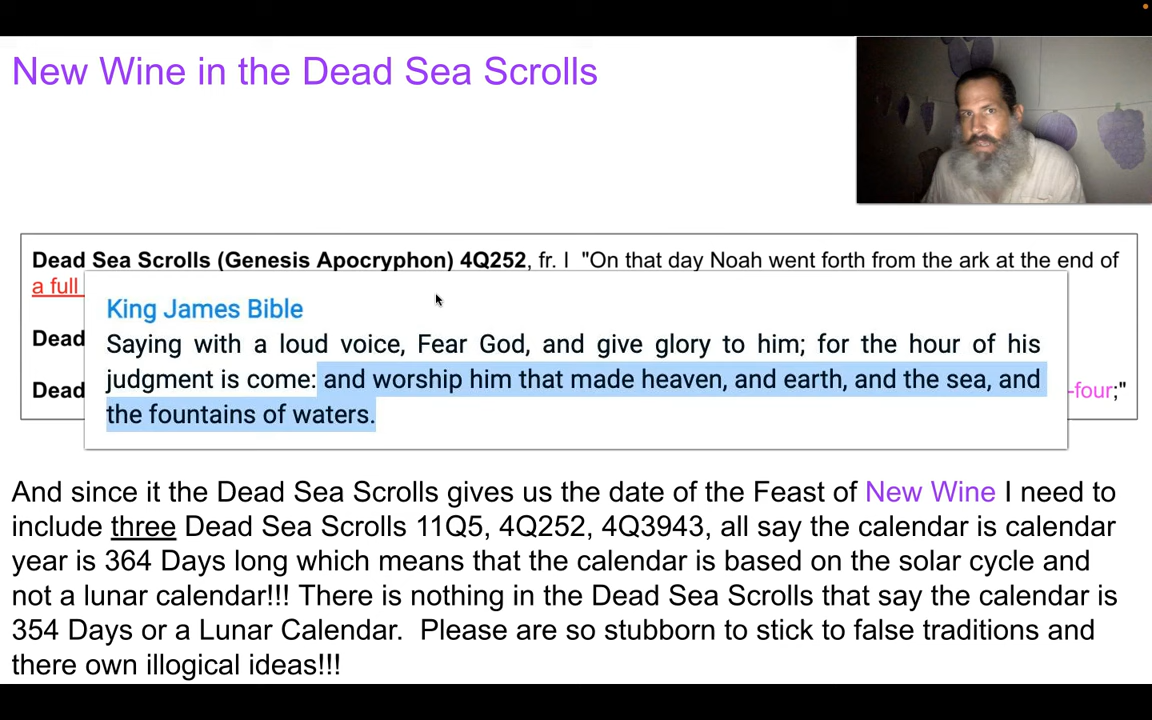 New Wine in the Dead Sea Scrolls
Dead Sea Scrolls (Genesis Apocryphon) 4Q252, fr. I "On that day Noah went forth from the ark at the end of
a full
King James Bible
Saying with a loud voice, Fear God, and give glory to him; for the hour of his
Dead
judgment is come: and worship him that made heaven, and earth, and the sea, and
Dead
-four;"
the fountains of waters.
And since it the Dead Sea Scrolls gives us the date of the Feast of New Wine I need to
include three Dead Sea Scrolls 11Q5, 4Q252, 4Q3943, all say the calendar is calendar
year is 364 Days long which means that the calendar is based on the solar cycle and
not a lunar calendar!!! There is nothing in the Dead Sea Scrolls that say the calendar is
354 Days or a Lunar Calendar.  Please are so stubborn to stick to false traditions and
there own illogical ideas!!!